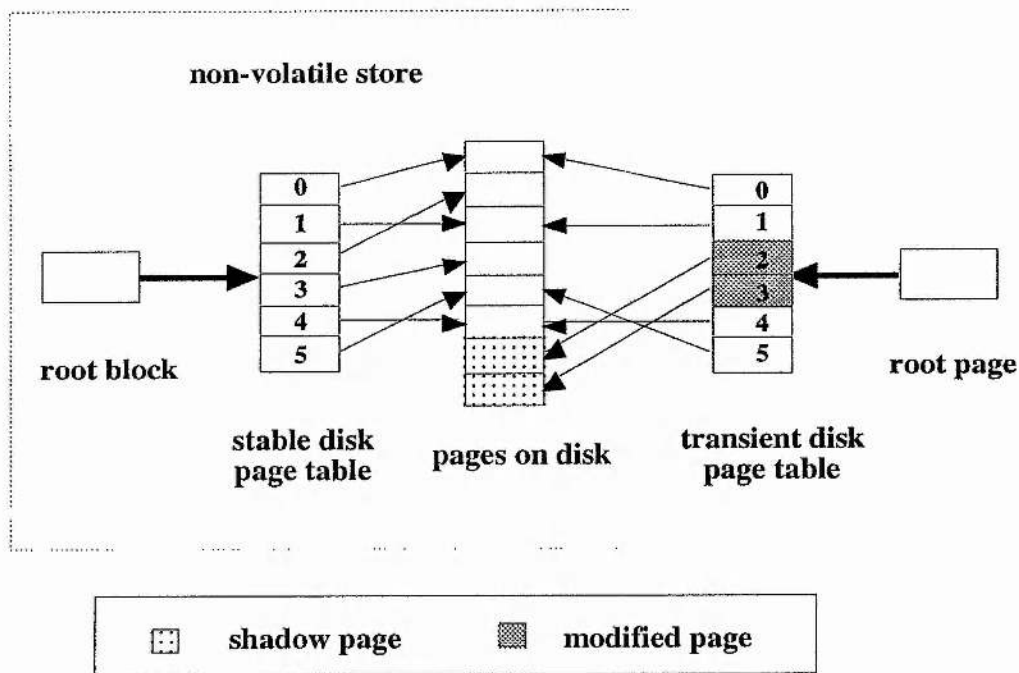 non-volatile store
0
1
2
3
4
5
0
1
2
3
4
5
root block
root page
stable disk
page table
pages on disk
transient disk
page table
shadow page
modified page